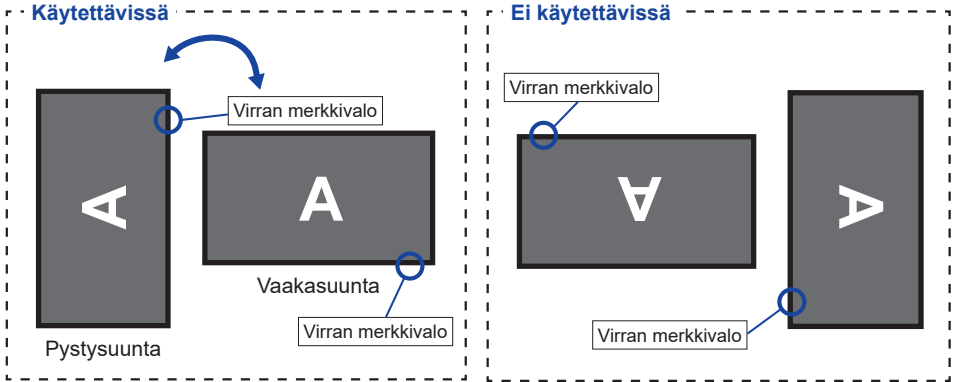 Käytettävissä
Virran merkkivalo
A
A
Vaakasuunta
Virran merkkivalo
Pystysuunta
Ei käytettävissä
Virran merkkivalo
A
A
Virran merkkivalo